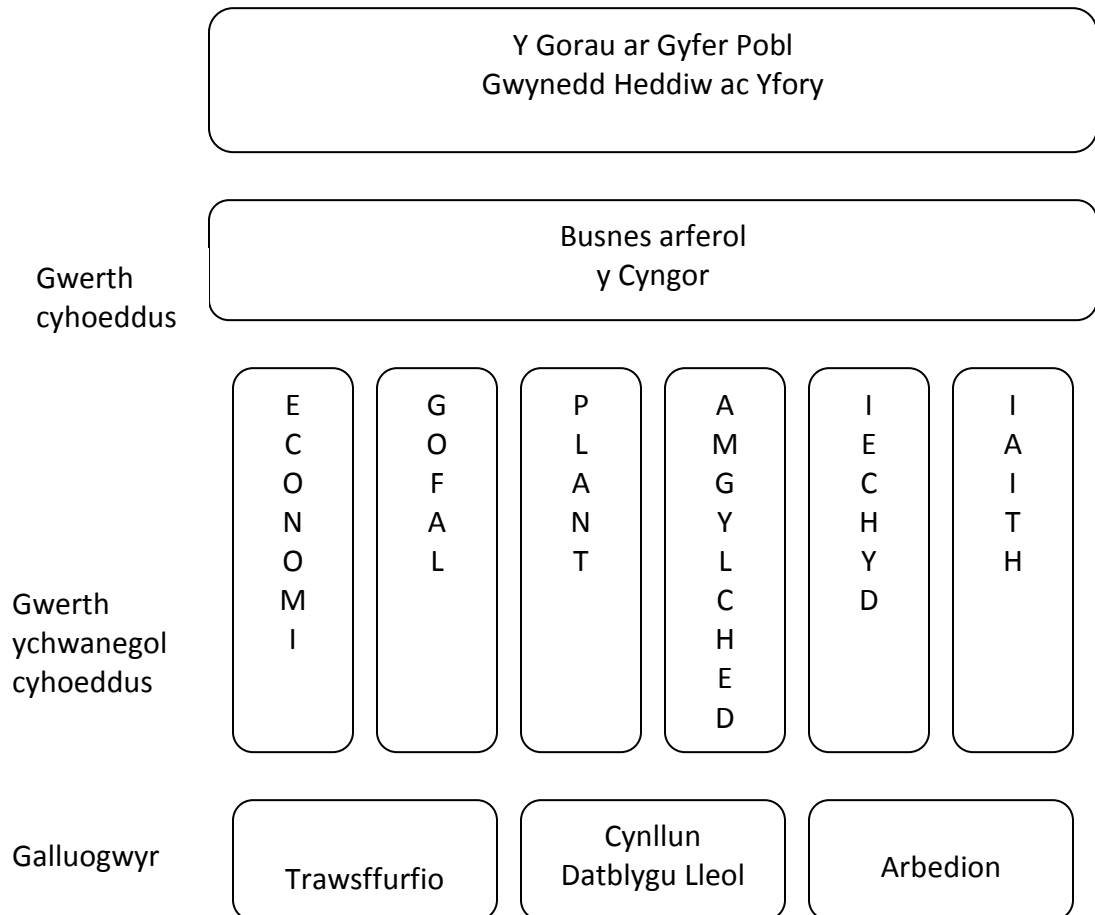 Y Gorau ar Gyfer Pobl
Gwynedd Heddiw ac Yfory
Gwerth
cyhoeddus
Busnes arferol
y Cyngor
Gwerth
ychwanegol
cyhoeddus
ECONOMI
GOFAL
PLANT
AMGYLCHED
IECHYD
IAITH
Galluogwyr
Trawsffurfio
Cynllun
Datblygu Lleol
Arbedion